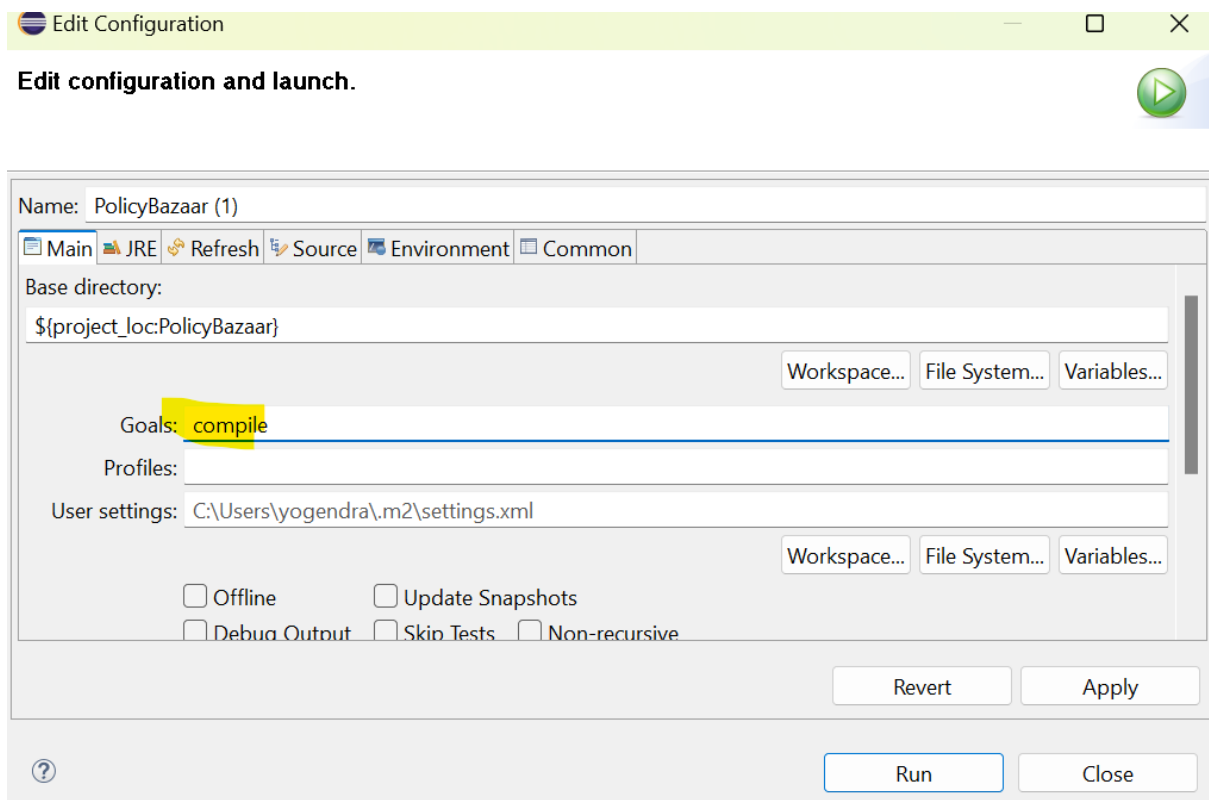 Edit Configuration
Edit configuration and launch.
Name: PolicyBazaar (1)
Main JRE Refresh Source Environment Common
Base directory:
${project_loc:PolicyBazaar}
Workspace... File System... Variables...
Goals: compile
Profiles:
User settings: C:\Users\yogendra\.m2\settings.xml
Workspace... File System... Variables...
Offline Update Snapshots
Debug Output Skip Tests Non-recursive
Revert Apply
Run Close